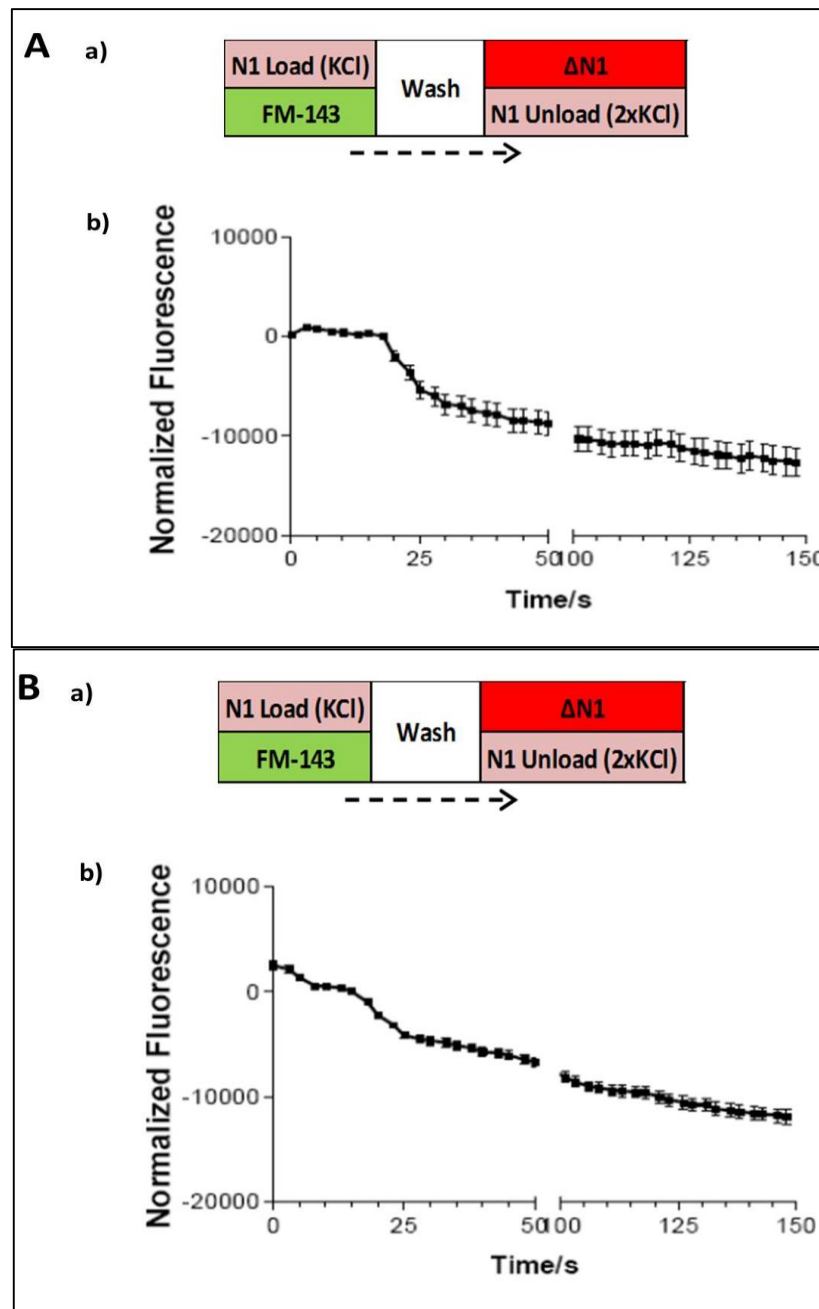 A a)
N1 Load (KCl) Wash ΔN1
FM-143 N1 Unload (2xKCl)
b)
Normalized Fluorescence
10000
0
-10000
-20000
0 25 50 100 125 150
Time/s
B a)
N1 Load (KCl) Wash ΔN1
FM-143 N1 Unload (2xKCl)
b)
Normalized Fluorescence
10000
0
-10000
-20000
0 25 50 100 125 150
Time/s